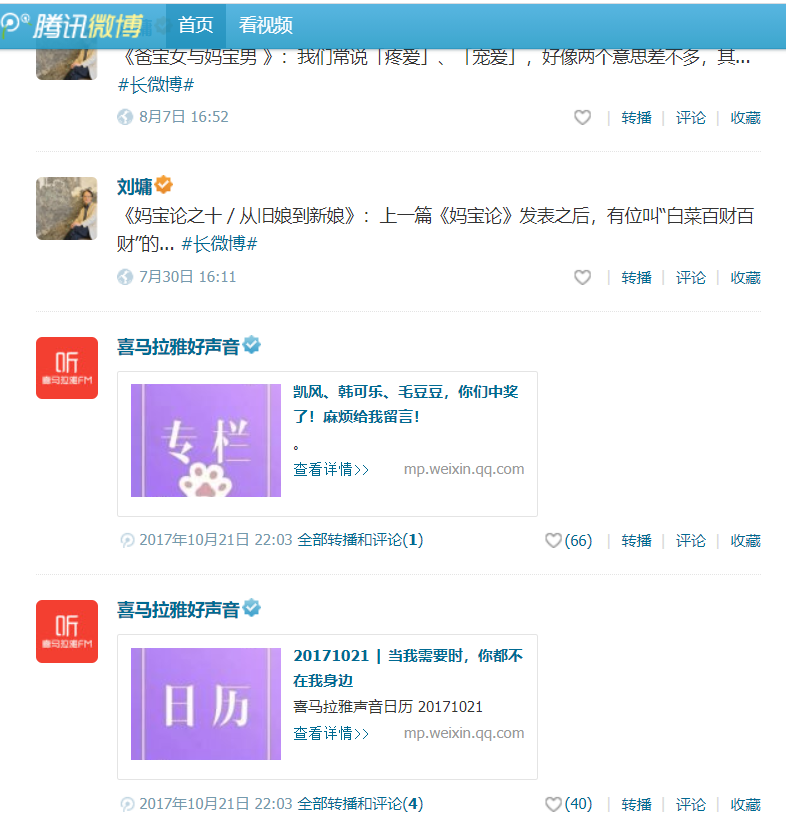 腾讯微博 首页 看视频
《爸宝女与妈宝男 》：我们常说「疼爱」、「宠爱」，好像两个意思差不多，其...
#长微博#
8月7日 16:52 转播 评论 收藏
刘墉
《妈宝论之十 / 从旧娘到新娘》：上一篇《妈宝论》发表之后，有位叫“白菜百财百
财”的... #长微博#
7月30日 16:11 转播 评论 收藏
听
喜马拉雅FM
喜马拉雅好声音
专栏
凯风、韩可乐、毛豆豆，你们中奖
了！麻烦给我留言！
。
查看详情>> mp.weixin.qq.com
2017年10月21日 22:03 全部转播和评论(1) (66) 转播 评论 收藏
听
喜马拉雅FM
喜马拉雅好声音
日历
20171021 | 当我需要时，你都不
在我身边
喜马拉雅声音日历 20171021
查看详情>> mp.weixin.qq.com
2017年10月21日 22:03 全部转播和评论(4) (40) 转播 评论 收藏